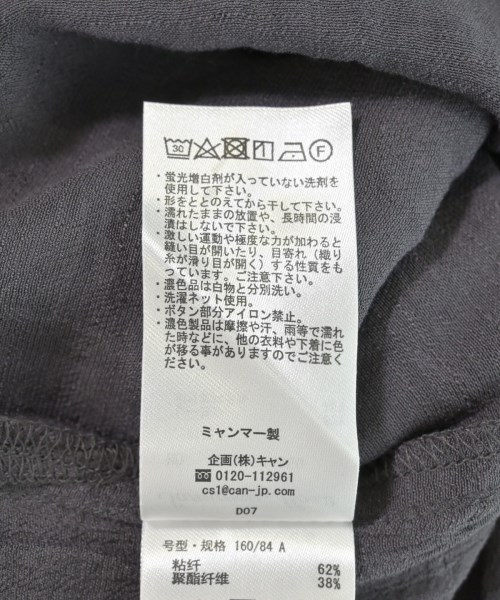 30
F
・蛍光増白剤が入っていない洗剤を
使用して下さい。
・形をととのえてから干して下さい。
・濡れたままの放置や、長時間の浸
漬はしないで下さい。
・激しい運動や極度な力が加わると
縫い目が開いたり、目寄れ（織り
糸が滑り目が開く）する性質をも
っています。ご注意下さい。
・濃色品は白物と分別洗い。
・洗濯ネット使用。
・ボタン部分アイロン禁止。
・濃色製品は摩擦や汗、雨等で濡れ
た時などに、他の衣料や下着に色
が移る事がありますのでご注意く
ださい。
ミャンマー製
企画(株)キャン
0120-112961
cs1@can-jp.com
D07
号型・规格 160/84 A
粘纤 62%
聚酯纤维 38%